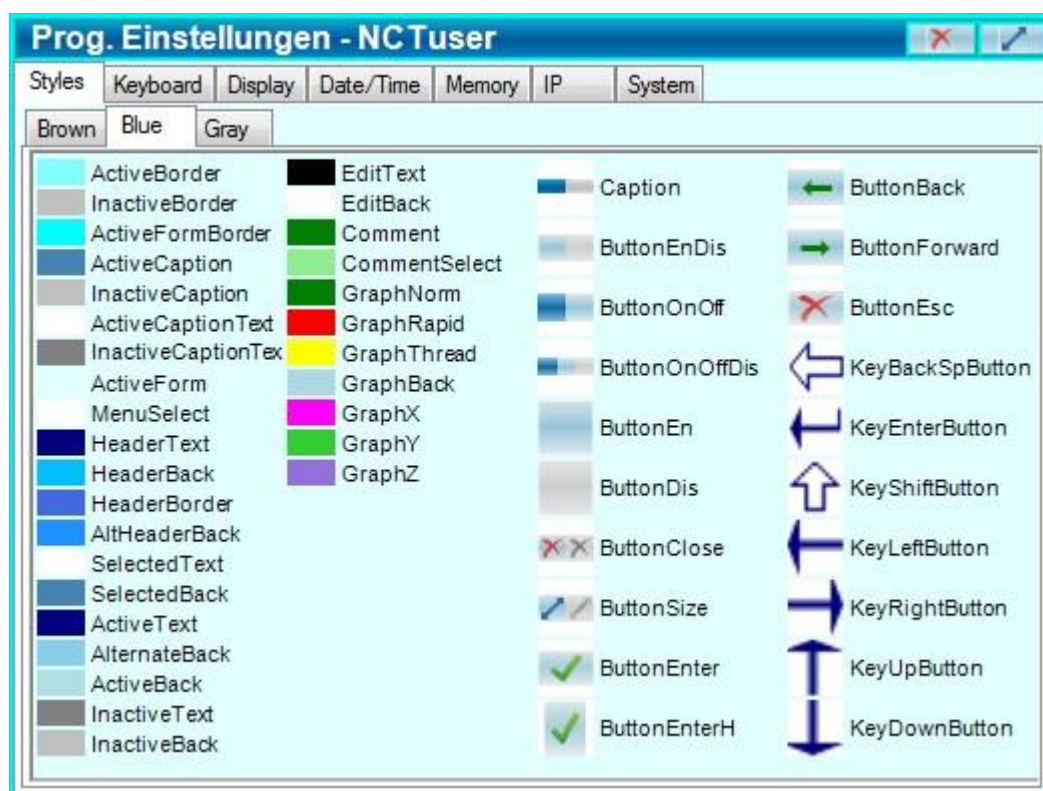 Prog. Einstellungen - NCTuser
Styles Keyboard Display Date/Time Memory IP System
Brown Blue Gray
ActiveBorder
InactiveBorder
ActiveFormBorder
ActiveCaption
InactiveCaption
ActiveCaptionText
InactiveCaptionTex
ActiveForm
MenuSelect
HeaderText
HeaderBack
HeaderBorder
AltHeaderBack
SelectedText
SelectedBack
ActiveText
AlternateBack
ActiveBack
InactiveText
InactiveBack
EditText
EditBack
Comment
CommentSelect
GraphNorm
GraphRapid
GraphThread
GraphBack
GraphX
GraphY
GraphZ
Caption
ButtonEnDis
ButtonOnOff
ButtonOnOffDis
ButtonEn
ButtonDis
ButtonClose
ButtonSize
ButtonEnter
ButtonEnterH
ButtonBack
ButtonForward
ButtonEsc
KeyBackSpButton
KeyEnterButton
KeyShiftButton
KeyLeftButton
KeyRightButton
KeyUpButton
KeyDownButton